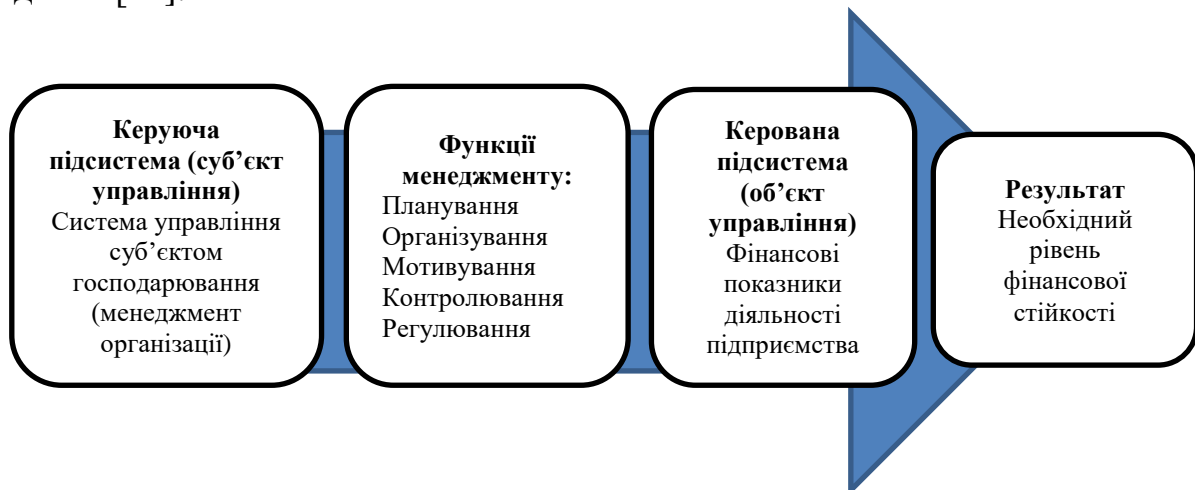 Керуюча
підсистема (суб’єкт
управління)
Система управління
суб’єктом
господарювання
(менеджмент
організації)
Функції
менеджменту:
Планування
Організування
Мотивування
Контролювання
Регулювання
Керована
підсистема
(об’єкт
управління)
Фінансові
показники
діяльності
підприємства
Результат
Необхідний
рівень
фінансової
стійкості